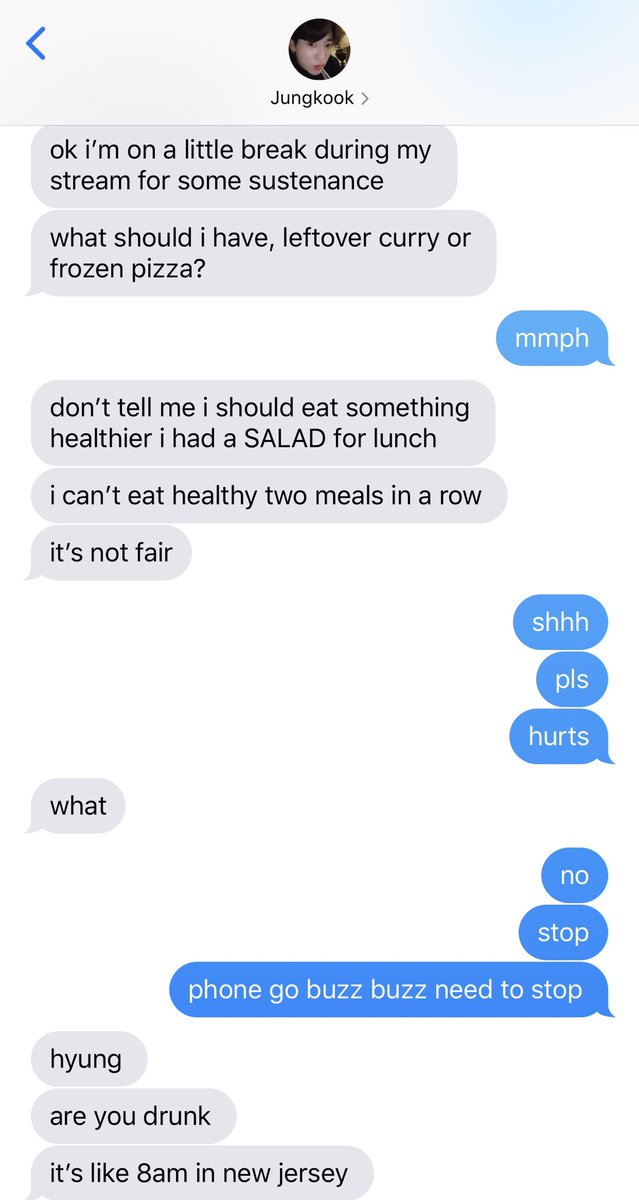 Jungkook
ok i’m on a little break during my
stream for some sustenance
what should i have, leftover curry or
frozen pizza?
mmph
don’t tell me i should eat something
healthier i had a SALAD for lunch
i can’t eat healthy two meals in a row
it’s not fair
shhh
pls
hurts
what
no
stop
phone go buzz buzz need to stop
hyung
are you drunk
it’s like 8am in new jersey